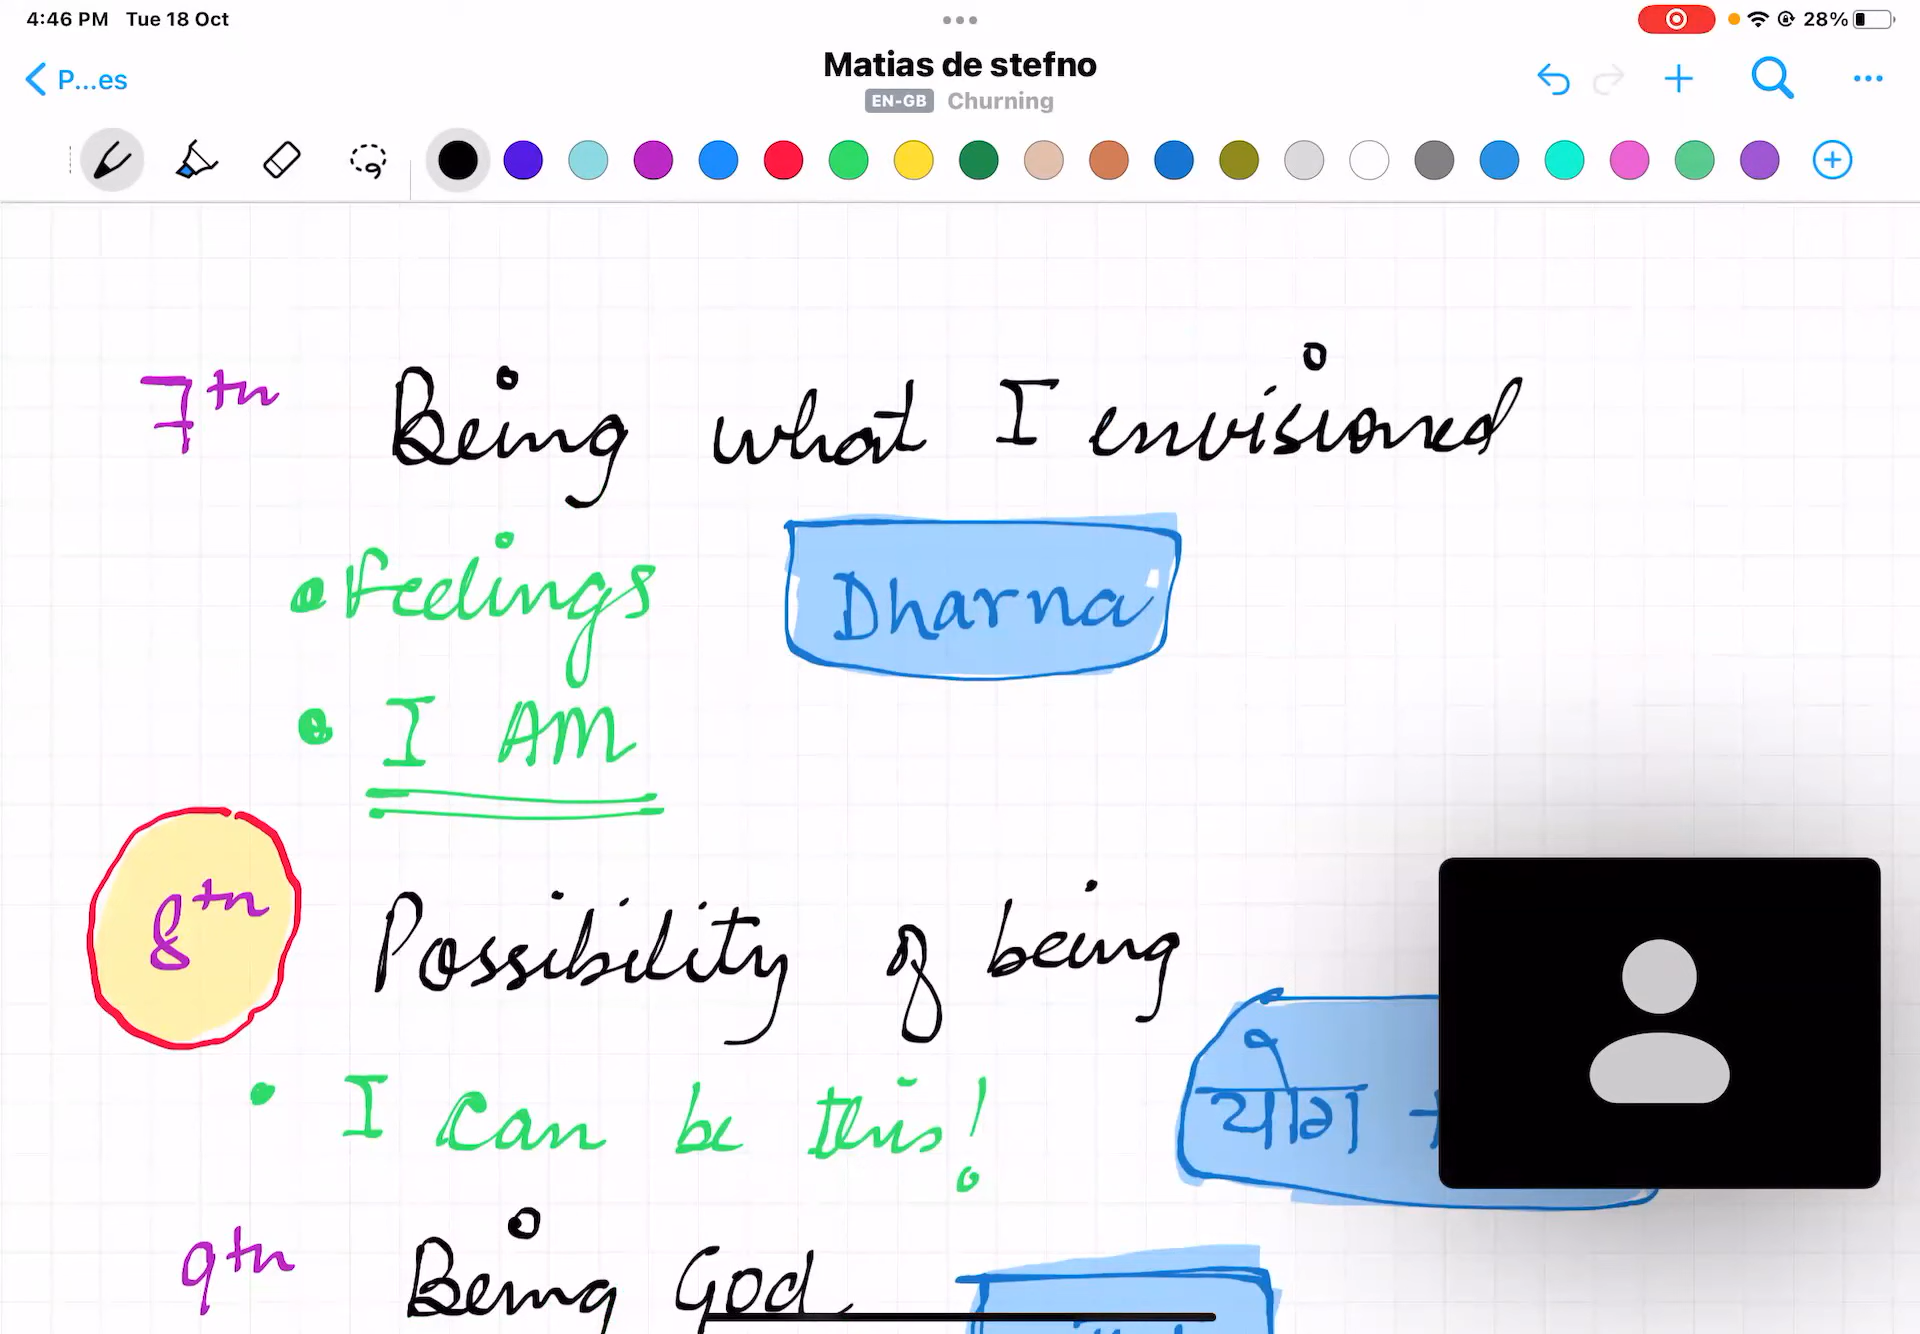 4:46 PM Tue 18 Oct
28%
P...es
Matias de stefno
EN-GB Churning
7th Being what I envisioned
Feelings
Dharna
I AM
8th Possibility of being
योग
I can be this!
9th Being God